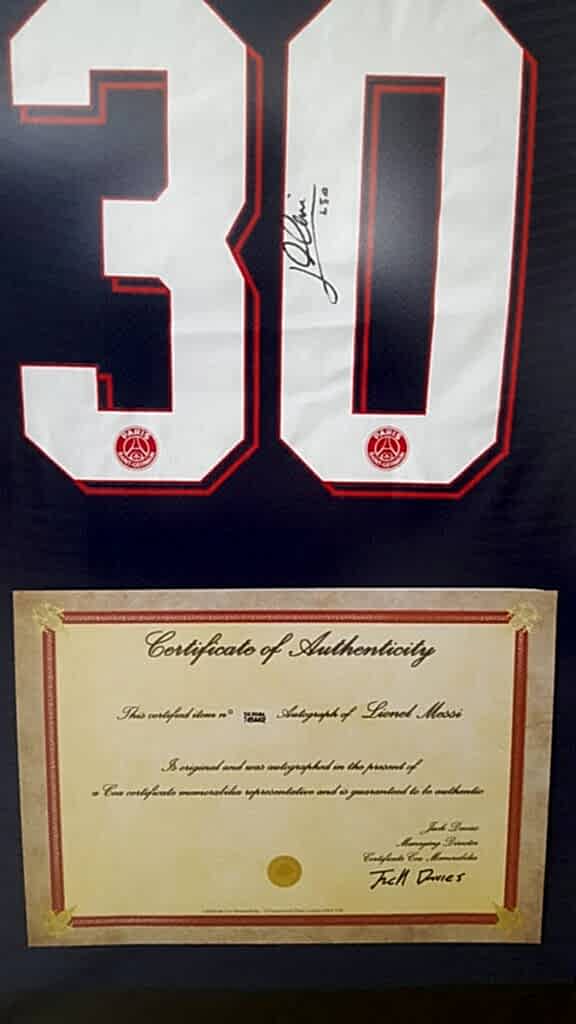 30
PARIS
SAINT-GERMAIN
PARIS
SAINT-GERMAIN
Certificate of Authenticity
This certified item n° Autograph of Lionel Messi
Is original and was autographed in the present of
a Coa certificate memorabilia representative and is guaranteed to be authentic
Jack Davies
Managing Director
Certificate Coa Memorabilia
Jack Davies